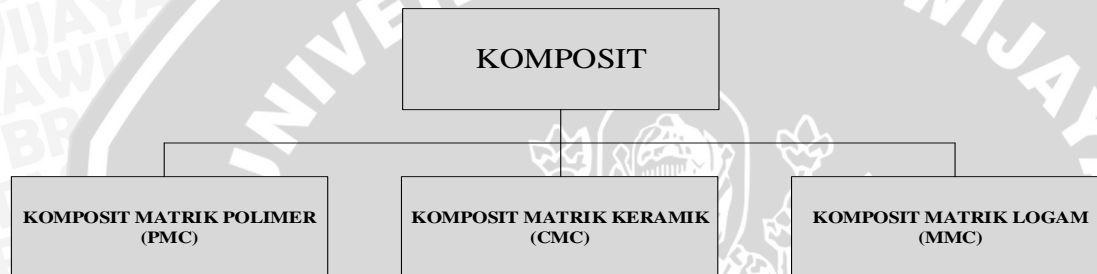 KOMPOSIT
KOMPOSIT MATRIK POLIMER
(PMC)
KOMPOSIT MATRIK KERAMIK
(CMC)
KOMPOSIT MATRIK LOGAM
(MMC)